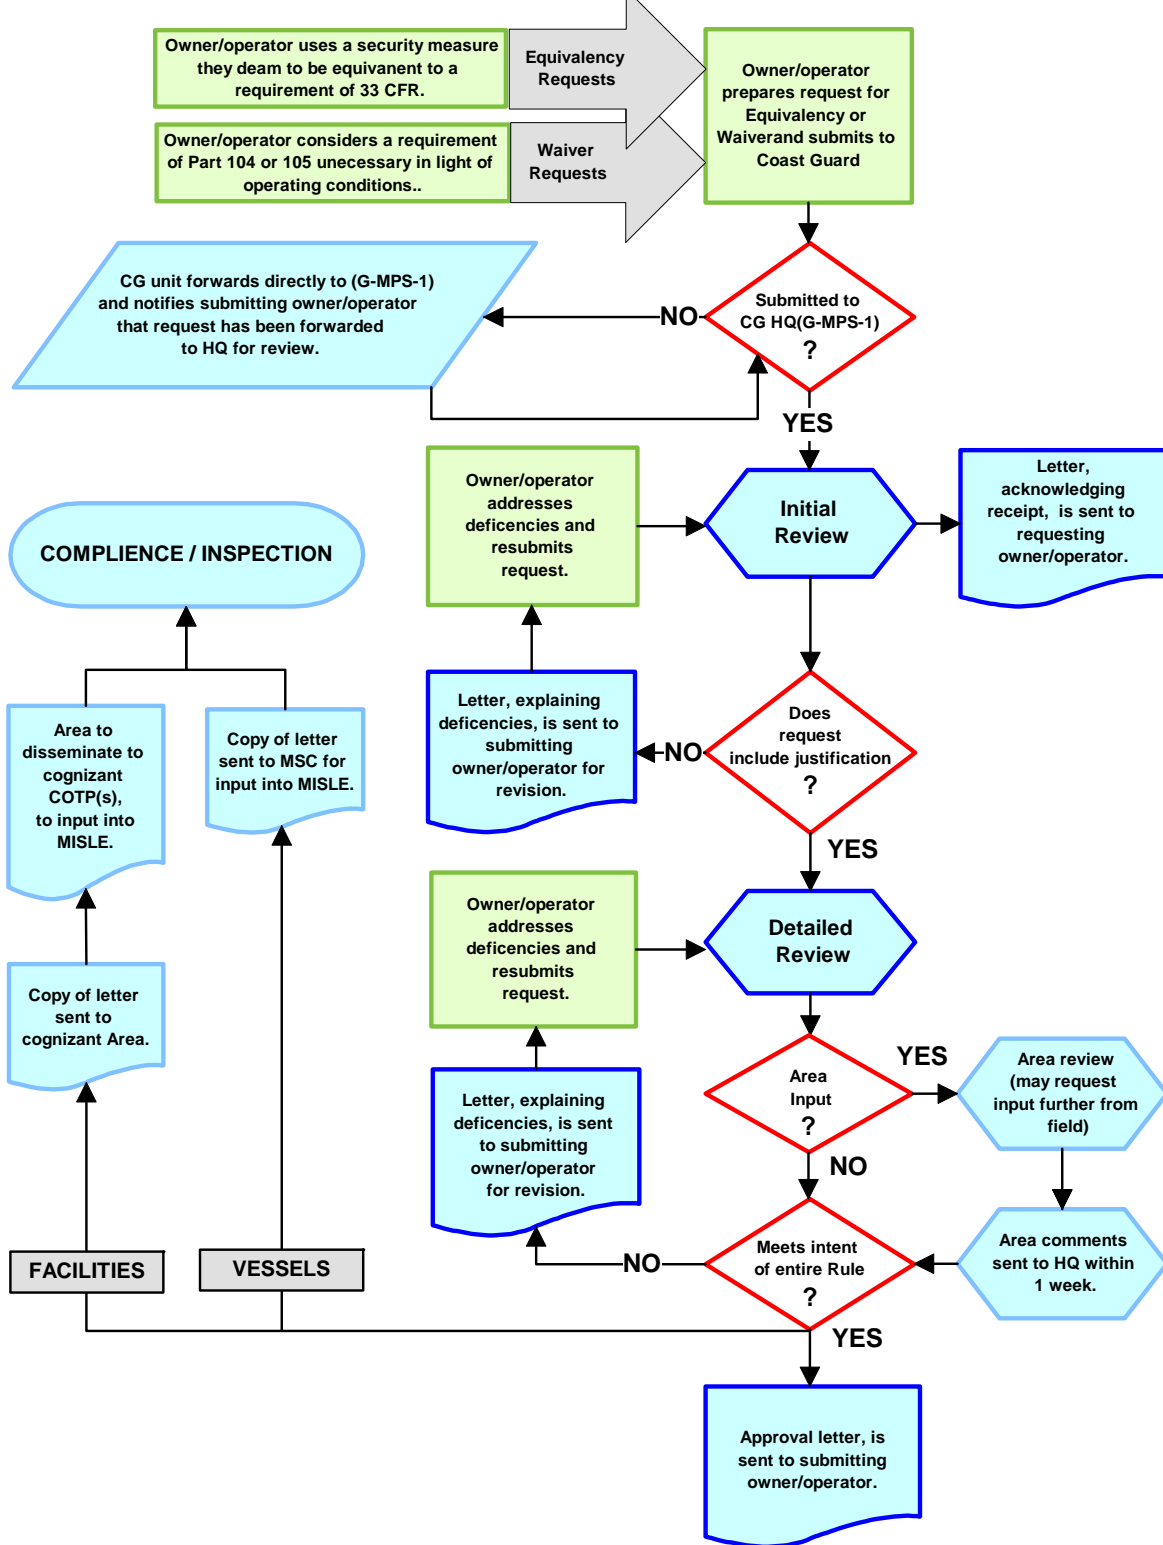 Owner/operator uses a security measure
they deam to be equivanent to a
requirement of 33 CFR.
Equivalency
Requests
Owner/operator
prepares request for
Equivalency or
Waiverand submits to
Coast Guard
Owner/operator considers a requirement
of Part 104 or 105 unecessary in light of
operating conditions..
Waiver
Requests
CG unit forwards directly to (G-MPS-1)
and notifies submitting owner/operator
that request has been forwarded
to HQ for review.
NO
Submitted to
CG HQ(G-MPS-1)
?
YES
Owner/operator
addresses
deficencies and
resubmits
request.
Initial
Review
Letter,
acknowledging
receipt, is sent to
requesting
owner/operator.
COMPLIENCE / INSPECTION
Letter, explaining
deficencies, is sent to
submitting
owner/operator for
revision.
NO
Does
request
include justification
?
YES
Area to
disseminate to
cognizant
COTP(s),
to input into
MISLE.
Copy of letter
sent to MSC for
input into MISLE.
Owner/operator
addresses
deficencies and
resubmits
request.
Detailed
Review
Copy of letter
sent to
cognizant Area.
Area
Input
?
YES
Area review
(may request
input further from
field)
NO
Letter, explaining
deficencies, is sent
to submitting
owner/operator
for revision.
Area comments
sent to HQ within
1 week.
Meets intent
of entire Rule
?
NO
YES
FACILITIES
VESSELS
Approval letter, is
sent to submitting
owner/operator.